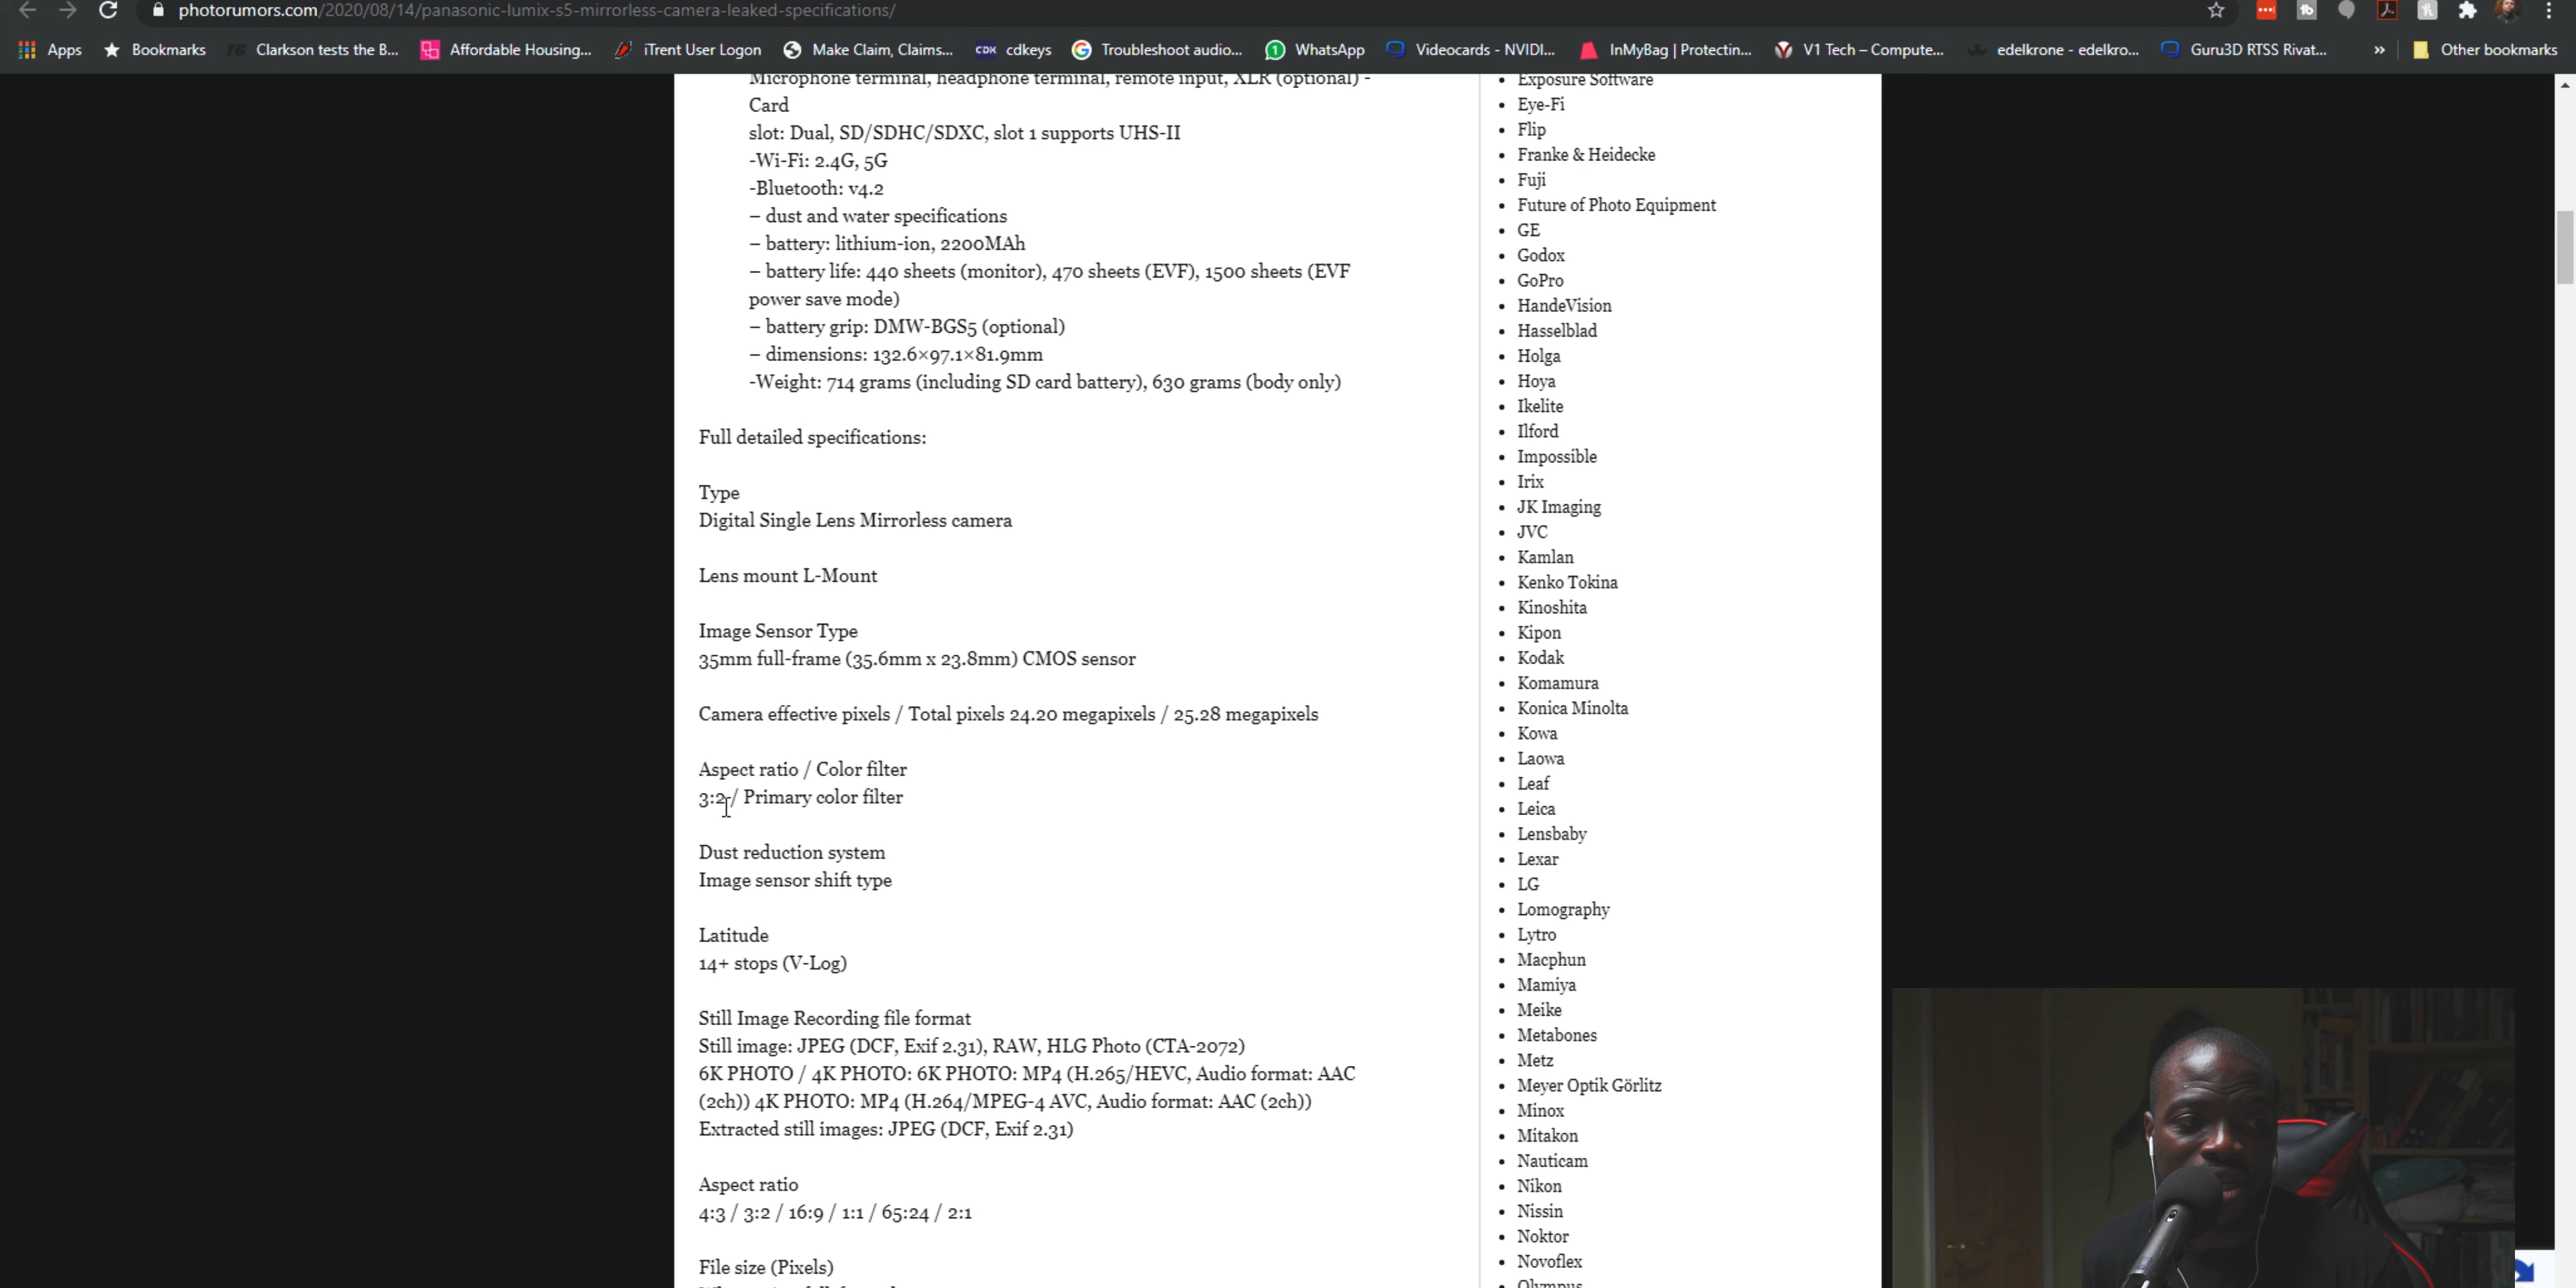 photorumors.com/2020/08/14/panasonic-lumix-s5-mirrorless-camera-leaked-specifications/
Apps Bookmarks TG Clarkson tests the B... Affordable Housing... iTrent User Logon Make Claim, Claims... CDK cdkeys Troubleshoot audio... WhatsApp Videocards - NVIDI... InMyBag | Protectin... V1 Tech – Compute... edelkrone - edelkro... Guru3D RTSS Rivat... » Other bookmarks
Microphone terminal, headphone terminal, remote input, XLR (optional) -
Card
slot: Dual, SD/SDHC/SDXC, slot 1 supports UHS-II
-Wi-Fi: 2.4G, 5G
-Bluetooth: v4.2
– dust and water specifications
– battery: lithium-ion, 2200MAh
– battery life: 440 sheets (monitor), 470 sheets (EVF), 1500 sheets (EVF
power save mode)
– battery grip: DMW-BGS5 (optional)
– dimensions: 132.6×97.1×81.9mm
-Weight: 714 grams (including SD card battery), 630 grams (body only)
Full detailed specifications:
Type
Digital Single Lens Mirrorless camera
Lens mount L-Mount
Image Sensor Type
35mm full-frame (35.6mm x 23.8mm) CMOS sensor
Camera effective pixels / Total pixels 24.20 megapixels / 25.28 megapixels
Aspect ratio / Color filter
3:2 / Primary color filter
Dust reduction system
Image sensor shift type
Latitude
14+ stops (V-Log)
Still Image Recording file format
Still image: JPEG (DCF, Exif 2.31), RAW, HLG Photo (CTA-2072)
6K PHOTO / 4K PHOTO: 6K PHOTO: MP4 (H.265/HEVC, Audio format: AAC
(2ch)) 4K PHOTO: MP4 (H.264/MPEG-4 AVC, Audio format: AAC (2ch))
Extracted still images: JPEG (DCF, Exif 2.31)
Aspect ratio
4:3 / 3:2 / 16:9 / 1:1 / 65:24 / 2:1
File size (Pixels)
Exposure Software
Eye-Fi
Flip
Franke & Heidecke
Fuji
Future of Photo Equipment
GE
Godox
GoPro
HandeVision
Hasselblad
Holga
Hoya
Ikelite
Ilford
Impossible
Irix
JK Imaging
JVC
Kamlan
Kenko Tokina
Kinoshita
Kipon
Kodak
Komamura
Konica Minolta
Kowa
Laowa
Leaf
Leica
Lensbaby
Lexar
LG
Lomography
Lytro
Macphun
Mamiya
Meike
Metabones
Metz
Meyer Optik Görlitz
Minox
Mitakon
Nauticam
Nikon
Nissin
Noktor
Novoflex
Olympus